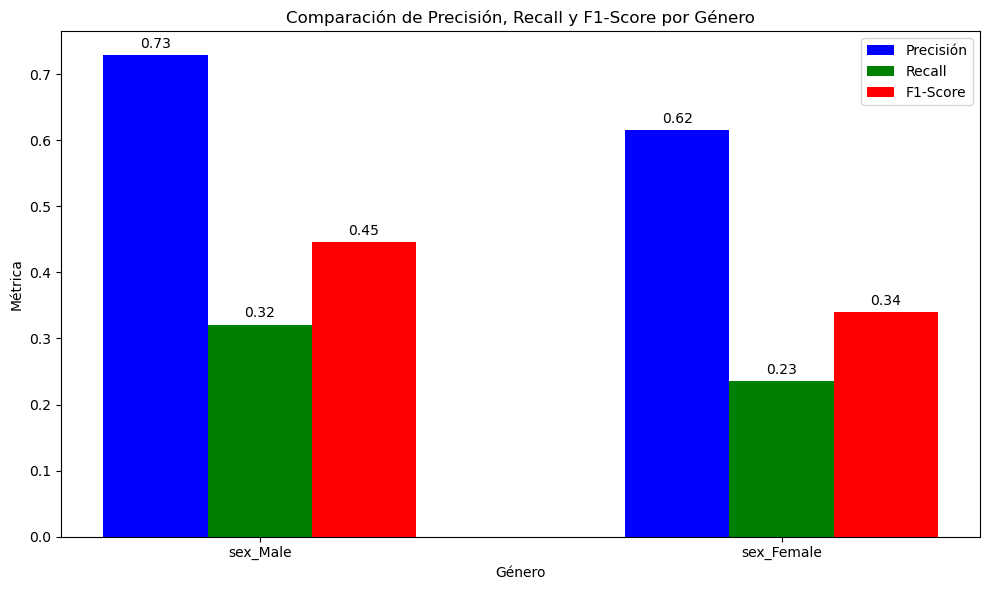 Comparación de Precisión, Recall y F1-Score por Género
Precisión
Recall
F1-Score
Métrica
0.7
0.6
0.5
0.4
0.3
0.2
0.1
0.0
0.73
0.32
0.45
0.62
0.23
0.34
sex_Male
sex_Female
Género